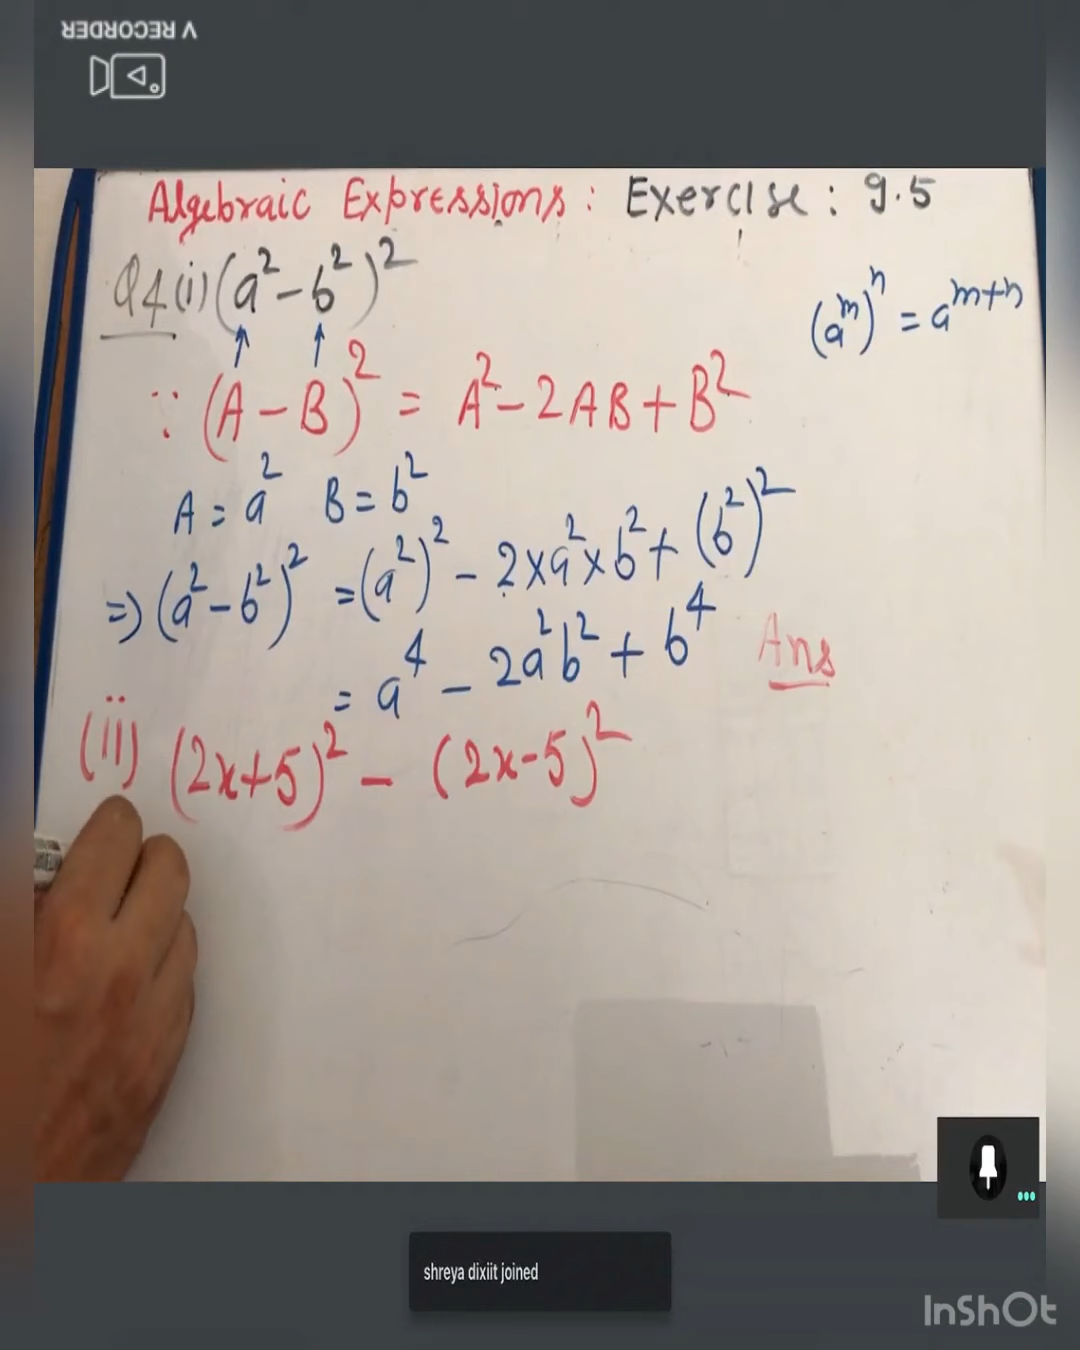 V RECORDER
Algebraic Expressions: Exercise: 9.5
Q4(i) (a² - b²)²
(aᵐ)ⁿ = aᵐ⁺ⁿ
∵ (A - B)² = A² - 2AB + B²
A = a² B = b²
⇒ (a² - b²)² = (a²)² - 2×a²×b² + (b²)²
= a⁴ - 2a²b² + b⁴ Ans
(ii) (2x+5)² - (2x-5)²
shreya dixiit joined
InShOt